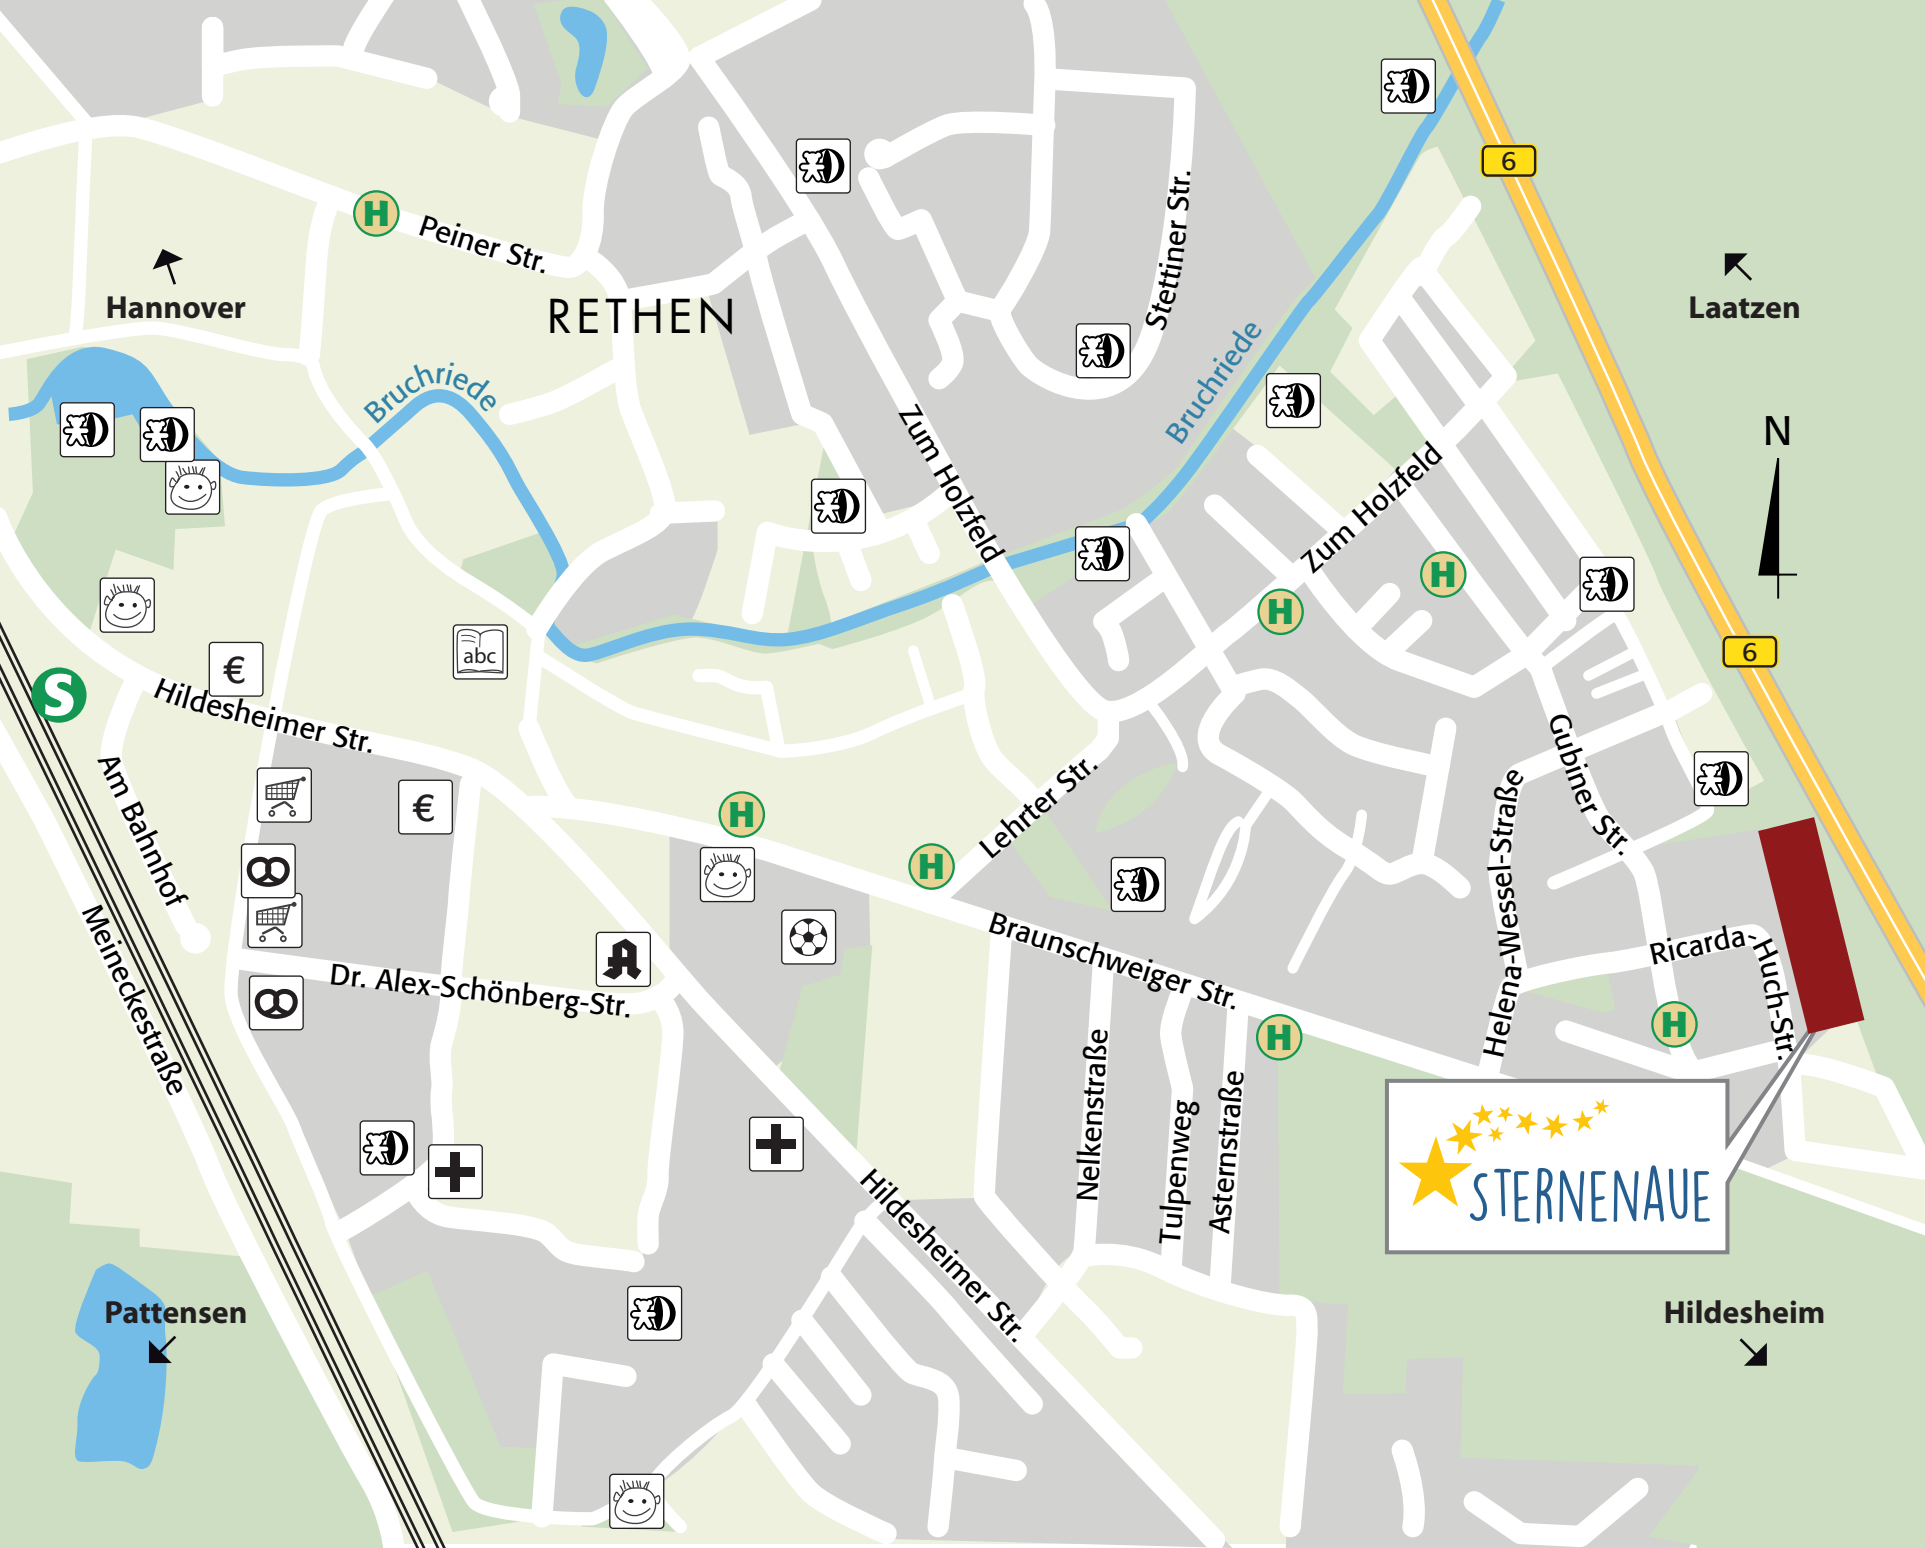 6
H
Peiner Str.
Stettiner Str.
Hannover
RETHEN
Laatzen
Bruchriede
Bruchriede
Zum Holzfeld
N
Zum Holzfeld
H
H
6
abc
€
S
Hildesheimer Str.
Am Bahnhof
€
H
Lehrter Str.
H
Gubiner Str.
Helena-Wessel-Straße
Meineckestraße
A
Braunschweiger Str.
Ricarda-Huch-Str.
Dr. Alex-Schönberg-Str.
H
H
Nelkenstraße
Tulpenweg
Asternstraße
STERNENAUE
Hildesheimer Str.
Pattensen
Hildesheim